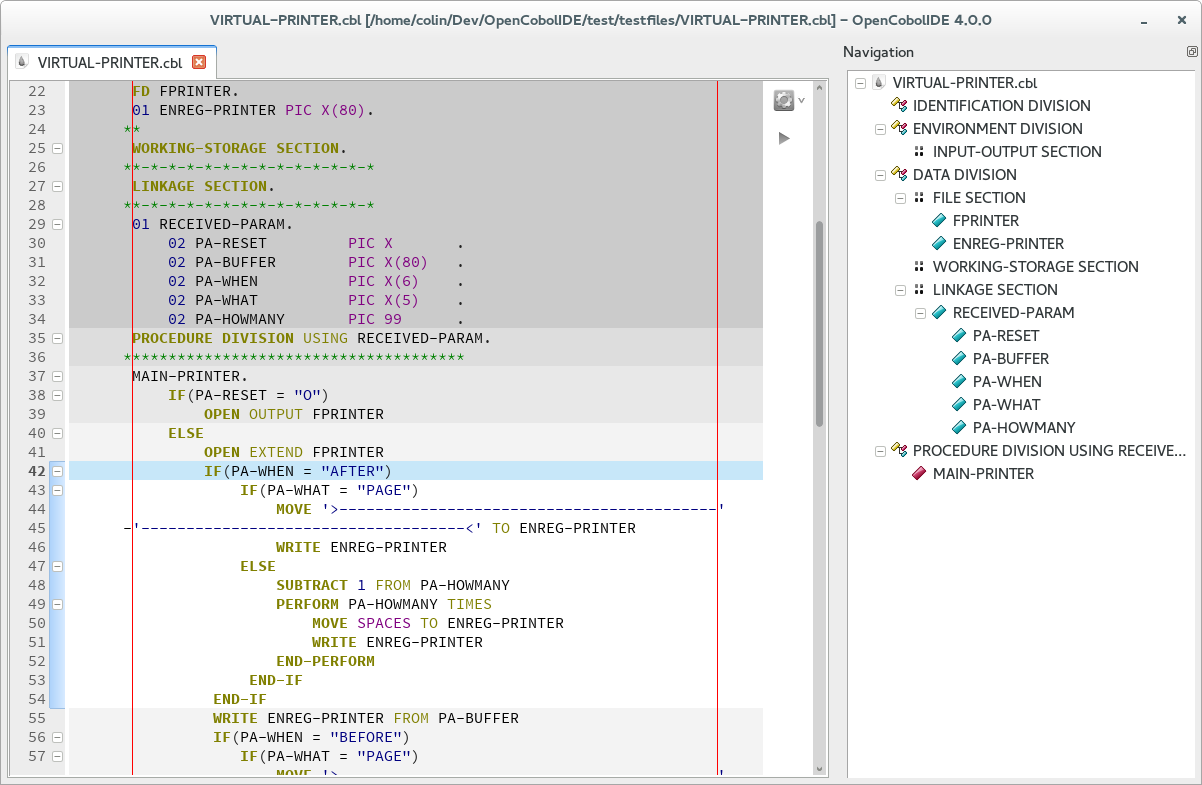 VIRTUAL-PRINTER.cbl [/home/colin/Dev/OpenCobolIDE/test/testfiles/VIRTUAL-PRINTER.cbl] – OpenCobolIDE 4.0.0
VIRTUAL-PRINTER.cbl
22 FD FPRINTER.
23 01 ENREG-PRINTER PIC X(80).
24 **
25 WORKING-STORAGE SECTION.
26 **-*-*-*-*-*-*-*-*-*-*-*-*-*
27 LINKAGE SECTION.
28 **-*-*-*-*-*-*-*-*-*-*-*-*-*
29 01 RECEIVED-PARAM.
30 02 PA-RESET PIC X .
31 02 PA-BUFFER PIC X(80) .
32 02 PA-WHEN PIC X(6) .
33 02 PA-WHAT PIC X(5) .
34 02 PA-HOWMANY PIC 99 .
35 PROCEDURE DIVISION USING RECEIVED-PARAM.
36 **************************************
37 MAIN-PRINTER.
38 IF(PA-RESET = "O")
39 OPEN OUTPUT FPRINTER
40 ELSE
41 OPEN EXTEND FPRINTER
42 IF(PA-WHEN = "AFTER")
43 IF(PA-WHAT = "PAGE")
44 MOVE '>------------------------------------------'
45 -'------------------------------------<' TO ENREG-PRINTER
46 WRITE ENREG-PRINTER
47 ELSE
48 SUBTRACT 1 FROM PA-HOWMANY
49 PERFORM PA-HOWMANY TIMES
50 MOVE SPACES TO ENREG-PRINTER
51 WRITE ENREG-PRINTER
52 END-PERFORM
53 END-IF
54 END-IF
55 WRITE ENREG-PRINTER FROM PA-BUFFER
56 IF(PA-WHEN = "BEFORE")
57 IF(PA-WHAT = "PAGE")
Navigation
VIRTUAL-PRINTER.cbl
IDENTIFICATION DIVISION
ENVIRONMENT DIVISION
INPUT-OUTPUT SECTION
DATA DIVISION
FILE SECTION
FPRINTER
ENREG-PRINTER
WORKING-STORAGE SECTION
LINKAGE SECTION
RECEIVED-PARAM
PA-RESET
PA-BUFFER
PA-WHEN
PA-WHAT
PA-HOWMANY
PROCEDURE DIVISION USING RECEIVE...
MAIN-PRINTER